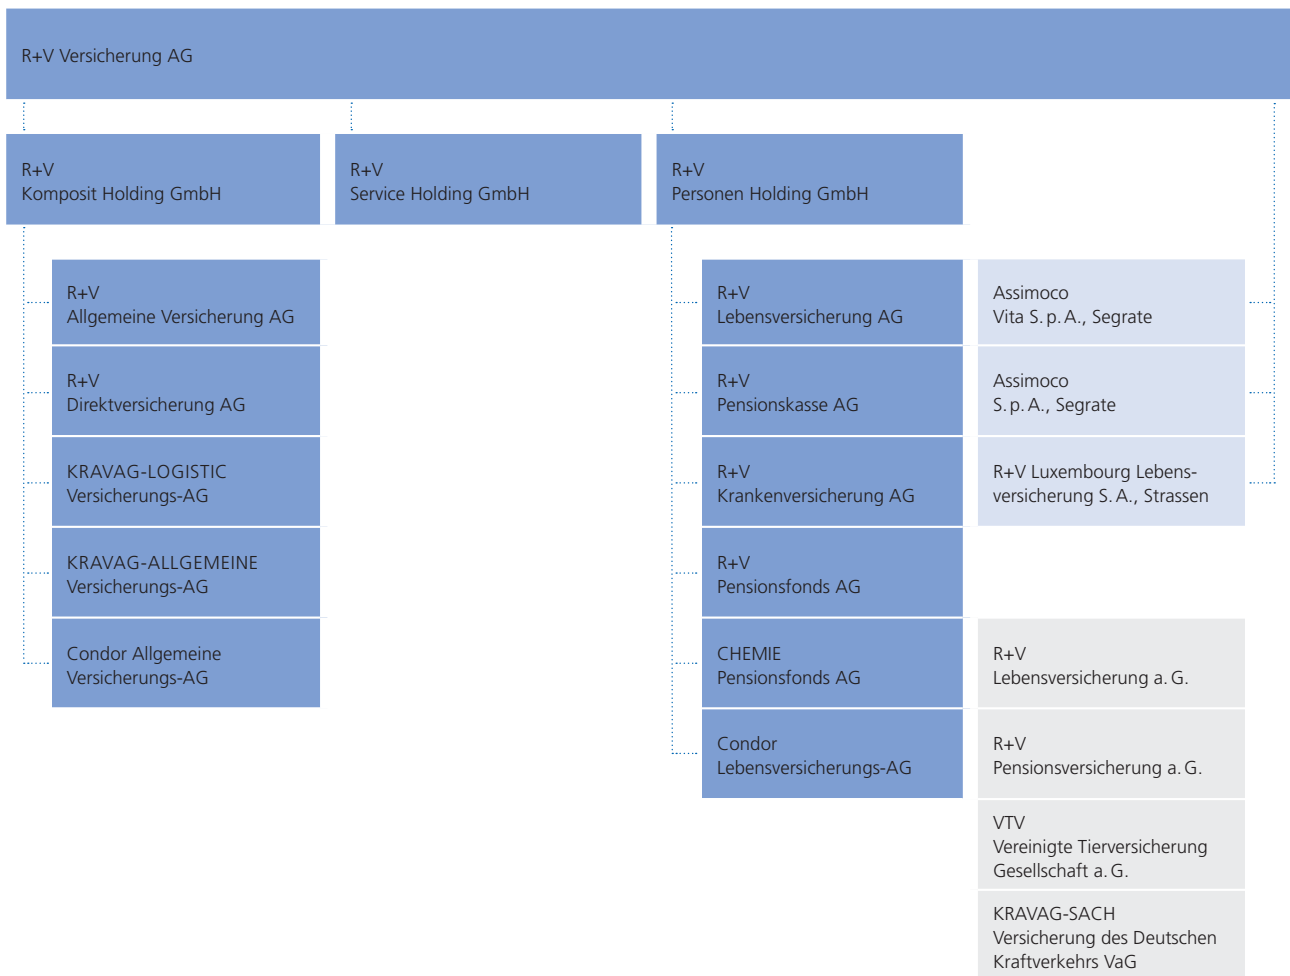 R+V Versicherung AG
R+V
Komposit Holding GmbH
R+V
Service Holding GmbH
R+V
Personen Holding GmbH
R+V
Allgemeine Versicherung AG
R+V
Direktversicherung AG
KRAVAG-LOGISTIC
Versicherungs-AG
KRAVAG-ALLGEMEINE
Versicherungs-AG
Condor Allgemeine
Versicherungs-AG
R+V
Lebensversicherung AG
R+V
Pensionskasse AG
R+V
Krankenversicherung AG
R+V
Pensionsfonds AG
CHEMIE
Pensionsfonds AG
Condor
Lebensversicherungs-AG
Assimoco
Vita S. p. A., Segrate
Assimoco
S. p. A., Segrate
R+V Luxembourg Lebens-
versicherung S. A., Strassen
R+V
Lebensversicherung a. G.
R+V
Pensionsversicherung a. G.
VTV
Vereinigte Tierversicherung
Gesellschaft a. G.
KRAVAG-SACH
Versicherung des Deutschen
Kraftverkehrs VaG